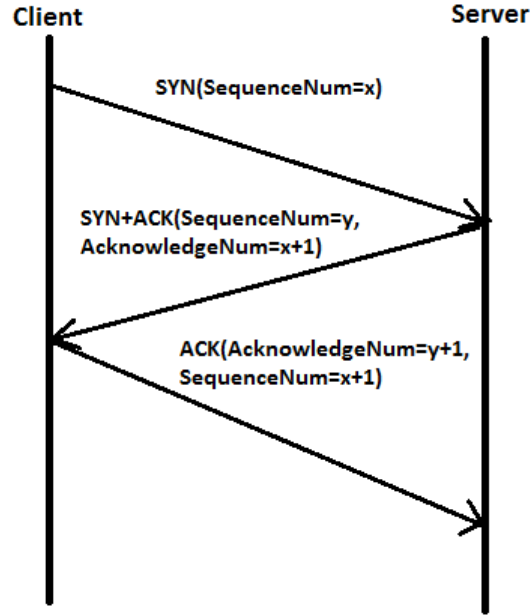 Client
Server
SYN(SequenceNum=x)
SYN+ACK(SequenceNum=y,
AcknowledgeNum=x+1)
ACK(AcknowledgeNum=y+1,
SequenceNum=x+1)